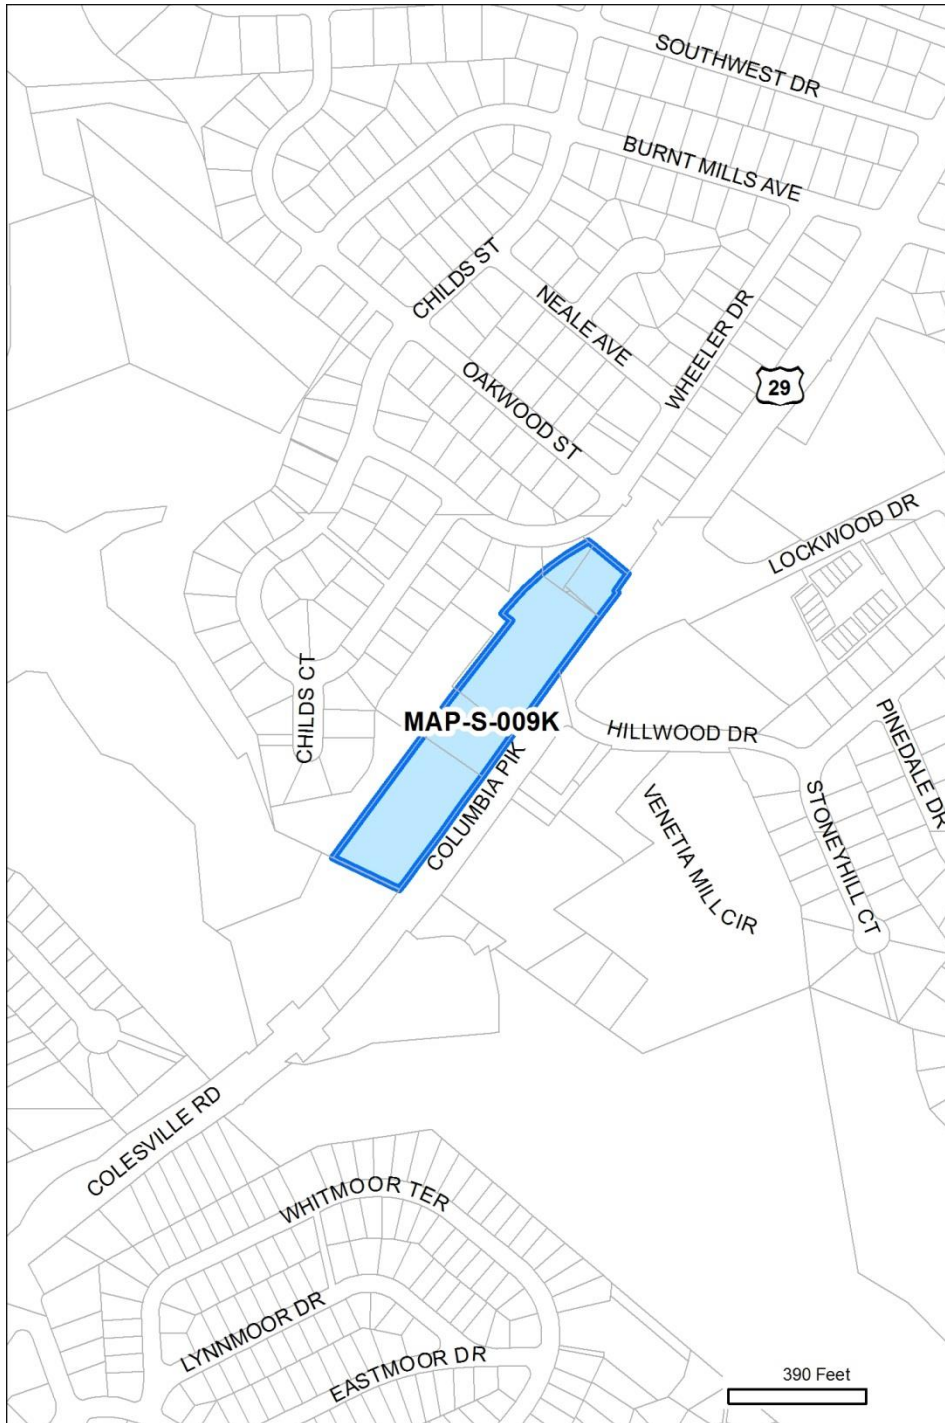 SOUTHWEST DR
BURNT MILLS AVE
CHILDS ST
NEALE AVE
WHEELER DR
OAKWOOD ST
29
LOCKWOOD DR
CHILDS CT
MAP-S-009K
HILLWOOD DR
PINEDALE DR
COLUMBIA PIK
VENETIA MILL CIR
STONEYHILL CT
COLESVILLE RD
WHITMOOR TER
LYNNMOOR DR
EASTMOOR DR
390 Feet